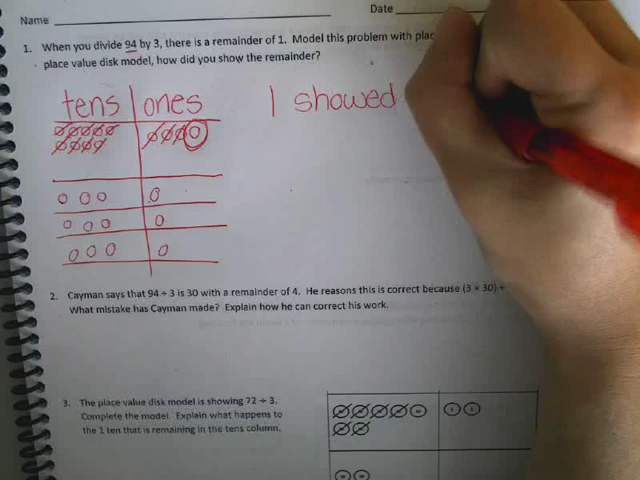 Name
Date
1. When you divide 94 by 3, there is a remainder of 1. Model this problem with
place value disk model, how did you show the remainder?
tens ones
I showed
2. Cayman says that 94 ÷ 3 is 30 with a remainder of 4. He reasons this is correct because (3 × 30) +
What mistake has Cayman made? Explain how he can correct his work.
3. The place value disk model is showing 72 ÷ 3.
Complete the model. Explain what happens to
the 1 ten that is remaining in the tens column.